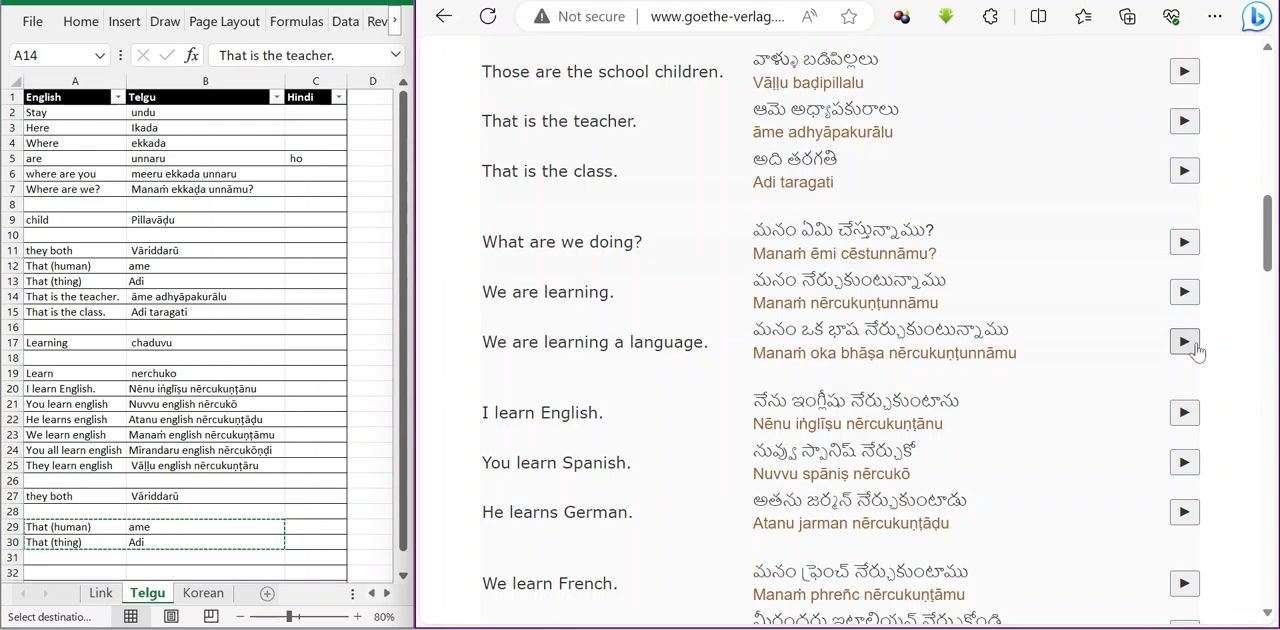 File Home Insert Draw Page Layout Formulas Data Rev
A14 fx That is the teacher.
A B C D
1 English Telgu Hindi
2 Stay undu
3 Here Ikada
4 Where ekkada
5 are unnaru ho
6 where are you meeru ekkada unnaru
7 Where are we? Manaṁ ekkaḍa unnāmu?
8
9 child Pillavāḍu
10
11 they both Vāriddarū
12 That (human) ame
13 That (thing) Adi
14 That is the teacher. āme adhyāpakurālu
15 That is the class. Adi taragati
16
17 Learning chaduvu
18
19 Learn nerchuko
20 I learn English. Nēnu iṅglīṣu nērcukuṇṭānu
21 You learn english Nuvvu english nērcukō
22 He learns english Atanu english nērcukuṇṭāḍu
23 We learn english Manaṁ english nērcukuṇṭāmu
24 You all learn english Mīrandaru english nērcukōṇḍi
25 They learn english Vāḷḷu english nērcukuṇṭāru
26
27 they both Vāriddarū
28
29 That (human) ame
30 That (thing) Adi
31
32
Link Telgu Korean
Select destinatio... 80%
Not secure www.goethe-verlag....
Those are the school children. వాళ్ళు బడిపిల్లలు
Vāḷḷu baḍipillalu
That is the teacher. ఆమె అధ్యాపకురాలు
āme adhyāpakurālu
That is the class. అది తరగతి
Adi taragati
What are we doing? మనం ఏమి చేస్తున్నాము?
Manaṁ ēmi cēstunnāmu?
We are learning. మనం నేర్చుకుంటున్నాము
Manaṁ nērcukuṇṭunnāmu
We are learning a language. మనం ఒక భాష నేర్చుకుంటున్నాము
Manaṁ oka bhāṣa nērcukuṇṭunnāmu
I learn English. నేను ఇంగ్లీషు నేర్చుకుంటాను
Nēnu iṅglīṣu nērcukuṇṭānu
You learn Spanish. నువ్వు స్పానిష్ నేర్చుకో
Nuvvu spāniṣ nērcukō
He learns German. అతను జర్మన్ నేర్చుకుంటాడు
Atanu jarman nērcukuṇṭāḍu
We learn French. మనం ఫ్రెంచ్ నేర్చుకుంటాము
Manaṁ phreñc nērcukuṇṭāmu
మీరందరు ఇటాలియన్ నేర్చుకోండి